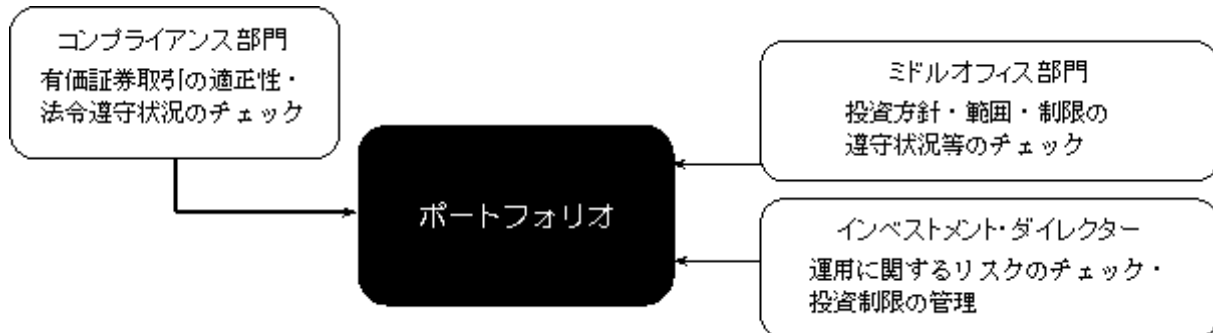 コンプライアンス部門
有価証券取引の適正性・
法令遵守状況のチェック
ミドルオフィス部門
投資方針・範囲・制限の
遵守状況等のチェック
ポートフォリオ
インベストメント・ダイレクター
運用に関するリスクのチェック・
投資制限の管理